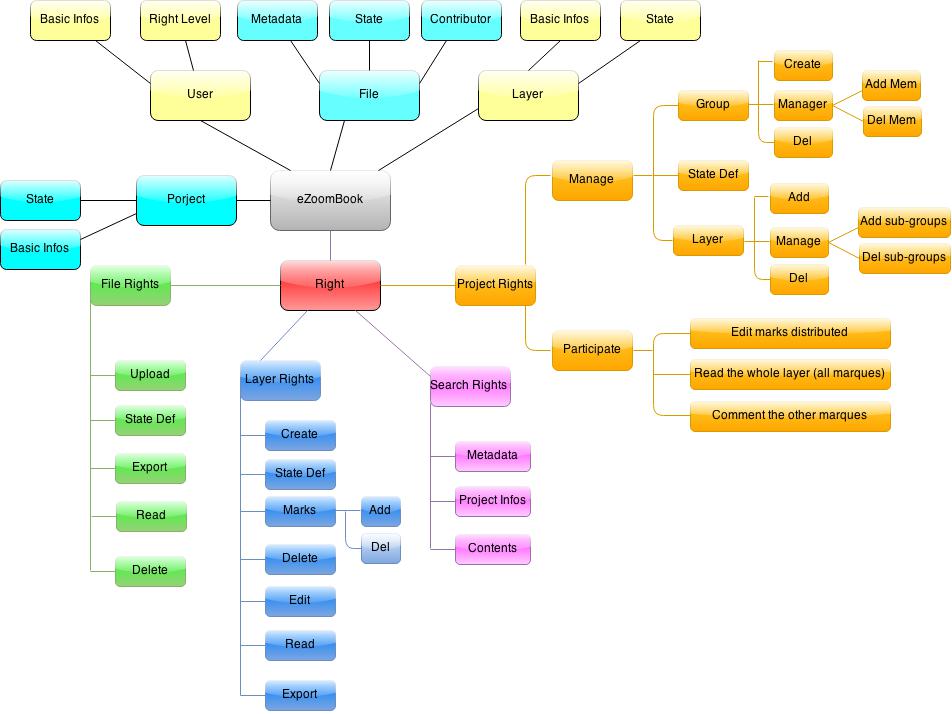 Basic Infos
Right Level
Metadata
State
Contributor
Basic Infos
State
User
File
Layer
State
Porject
eZoomBook
Basic Infos
Create
Group
Manager
Add Mem
Del Mem
Del
Manage
State Def
Add
Layer
Manage
Add sub-groups
Del sub-groups
Del
File Rights
Right
Project Rights
Participate
Edit marks distributed
Read the whole layer (all marques)
Comment the other marques
Upload
State Def
Export
Read
Delete
Layer Rights
Create
State Def
Marks
Add
Del
Delete
Edit
Read
Export
Search Rights
Metadata
Project Infos
Contents